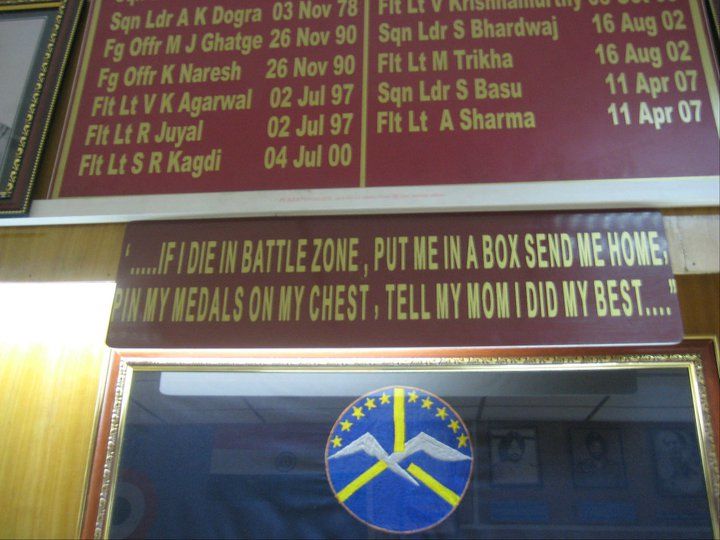 Sqn Ldr A K Dogra 03 Nov 78
Fg Offr M J Ghatge 26 Nov 90
Fg Offr K Naresh 26 Nov 90
Flt Lt V K Agarwal 02 Jul 97
Flt Lt R Juyal 02 Jul 97
Flt Lt S R Kagdi 04 Jul 00
Flt Lt V Krishnamurthy
Sqn Ldr S Bhardwaj 16 Aug 02
Flt Lt M Trikha 16 Aug 02
Sqn Ldr S Basu 11 Apr 07
Flt Lt A Sharma 11 Apr 07
'.....IF I DIE IN BATTLE ZONE , PUT ME IN A BOX SEND ME HOME,
PIN MY MEDALS ON MY CHEST , TELL MY MOM I DID MY BEST...."